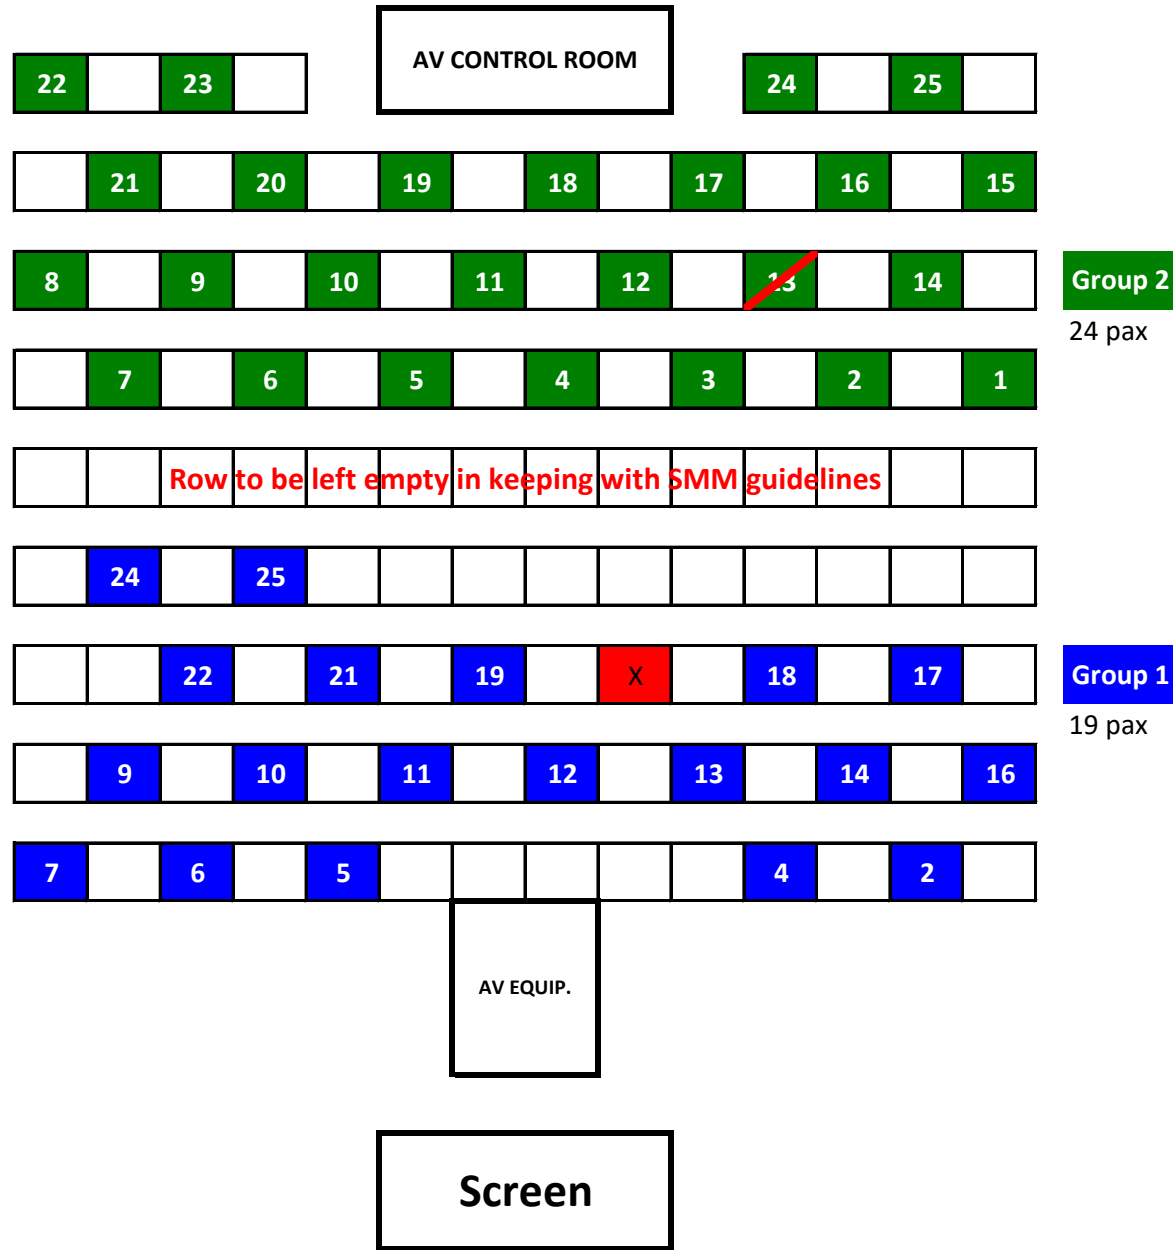 AV CONTROL ROOM
22 23 24 25
21 20 19 18 17 16 15
8 9 10 11 12 13 14
Group 2
24 pax
7 6 5 4 3 2 1
Row to be left empty in keeping with SMM guidelines
24 25
22 21 19 X 18 17
Group 1
19 pax
9 10 11 12 13 14 16
7 6 5 4 2
AV EQUIP.
Screen